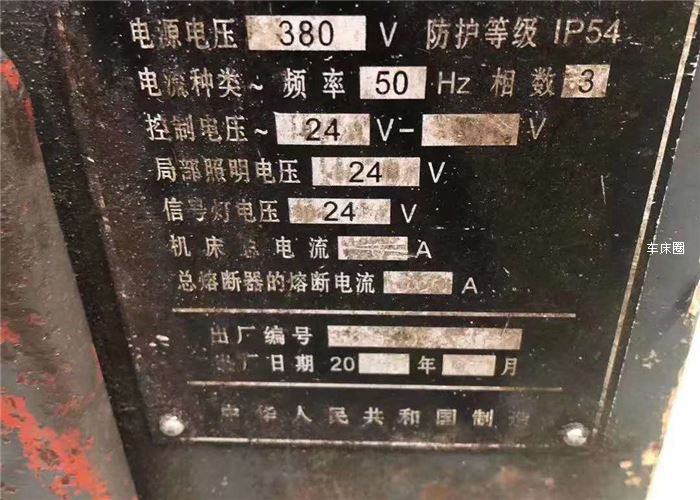 电源电压 380 V 防护等级 IP54
电流种类~ 频率 50 Hz 相数 3
控制电压~ 24 V- V
局部照明电压 24 V
信号灯电压 24 V
机床总电流 A
总熔断器的熔断电流 A
出厂编号
出厂日期 20 年 月
中华人民共和国制造
车床圈